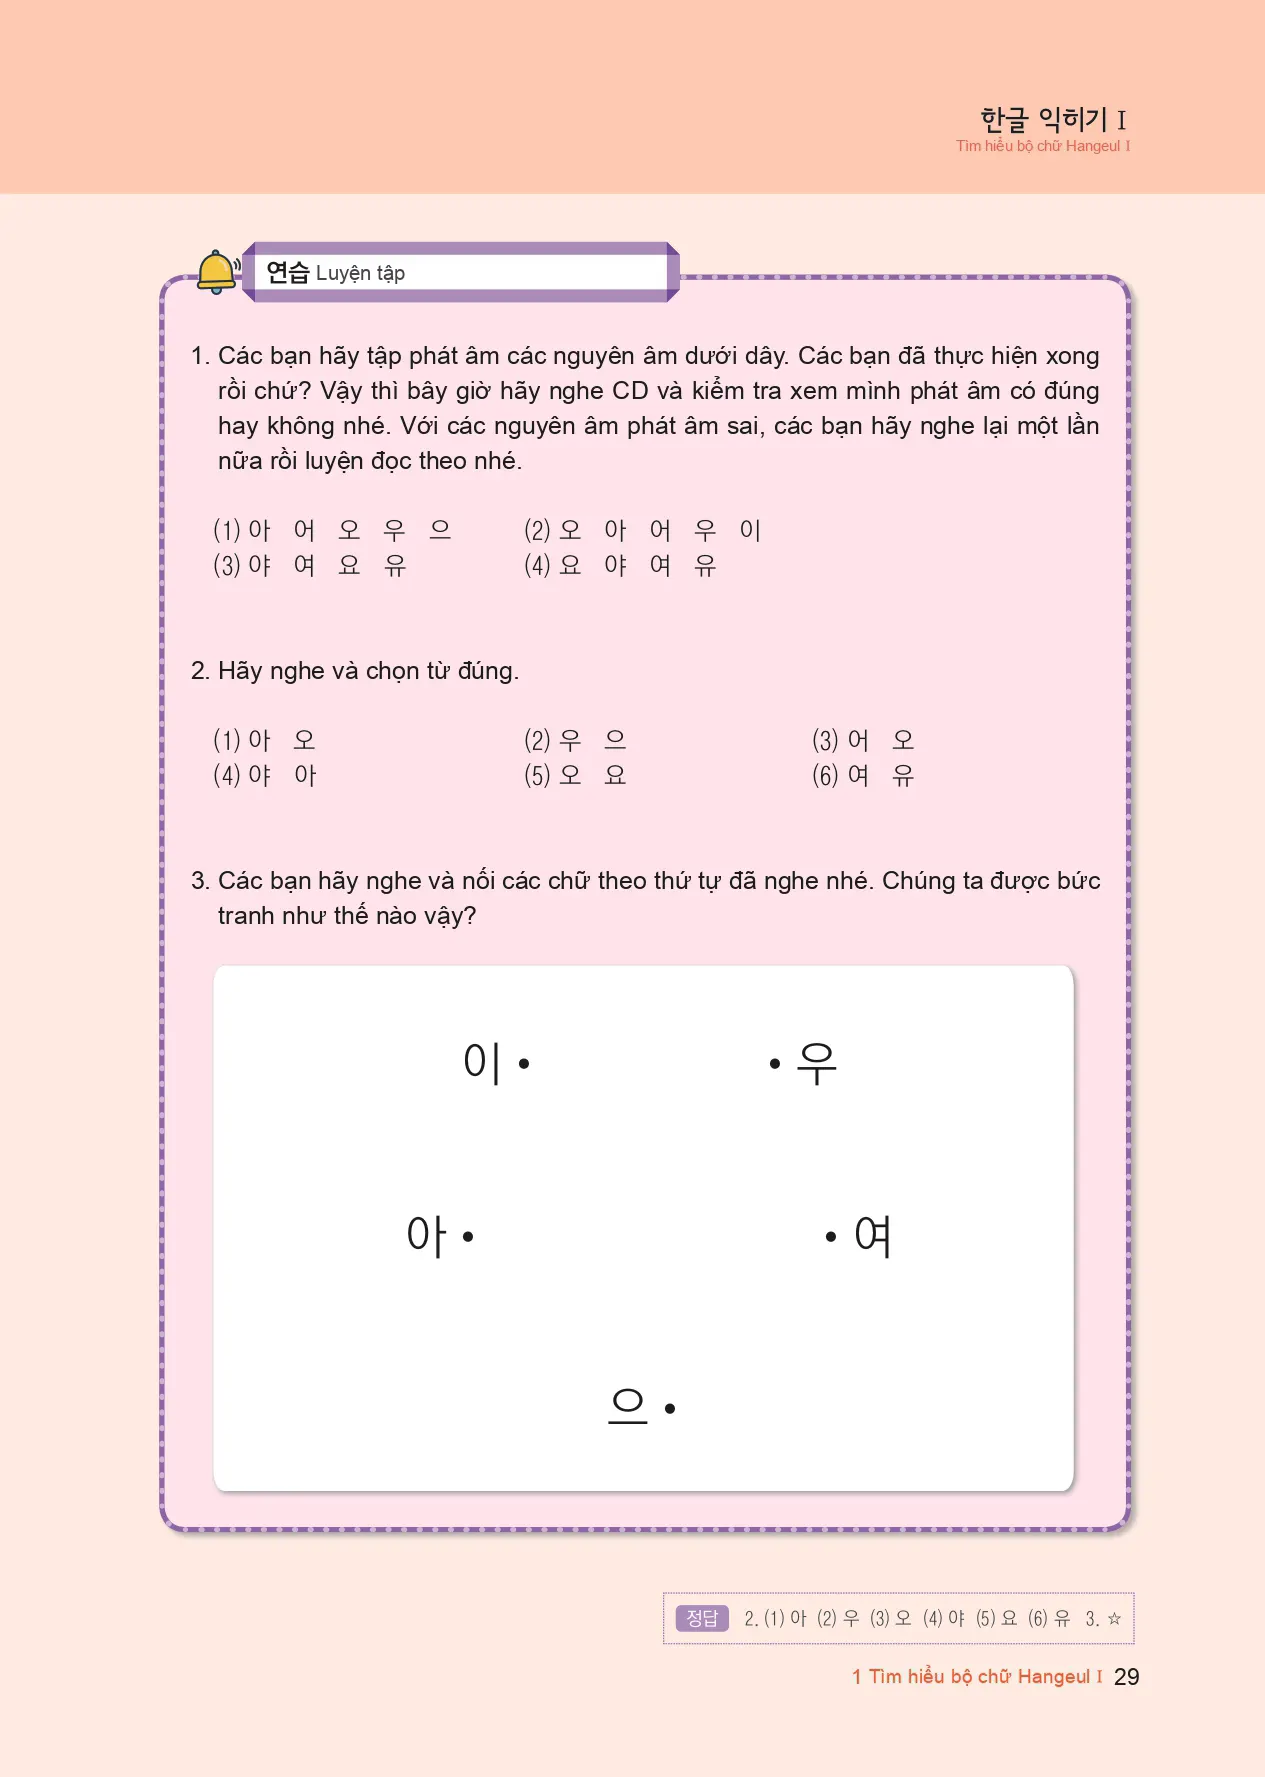 한글 익히기 I
Tìm hiểu bộ chữ Hangeul I
연습 Luyện tập
1. Các bạn hãy tập phát âm các nguyên âm dưới dây. Các bạn đã thực hiện xong
rồi chứ? Vậy thì bây giờ hãy nghe CD và kiểm tra xem mình phát âm có đúng
hay không nhé. Với các nguyên âm phát âm sai, các bạn hãy nghe lại một lần
nữa rồi luyện đọc theo nhé.
(1) 아 어 오 우 으 (2) 오 아 어 우 이
(3) 야 여 요 유 (4) 요 야 여 유
2. Hãy nghe và chọn từ đúng.
(1) 아 오 (2) 우 으 (3) 어 오
(4) 야 아 (5) 오 요 (6) 여 유
3. Các bạn hãy nghe và nối các chữ theo thứ tự đã nghe nhé. Chúng ta được bức
tranh như thế nào vậy?
이 • • 우
아 • • 여
으 •
정답 2. (1) 아 (2) 우 (3) 오 (4) 야 (5) 요 (6) 유 3. ☆
1 Tìm hiểu bộ chữ Hangeul I 29